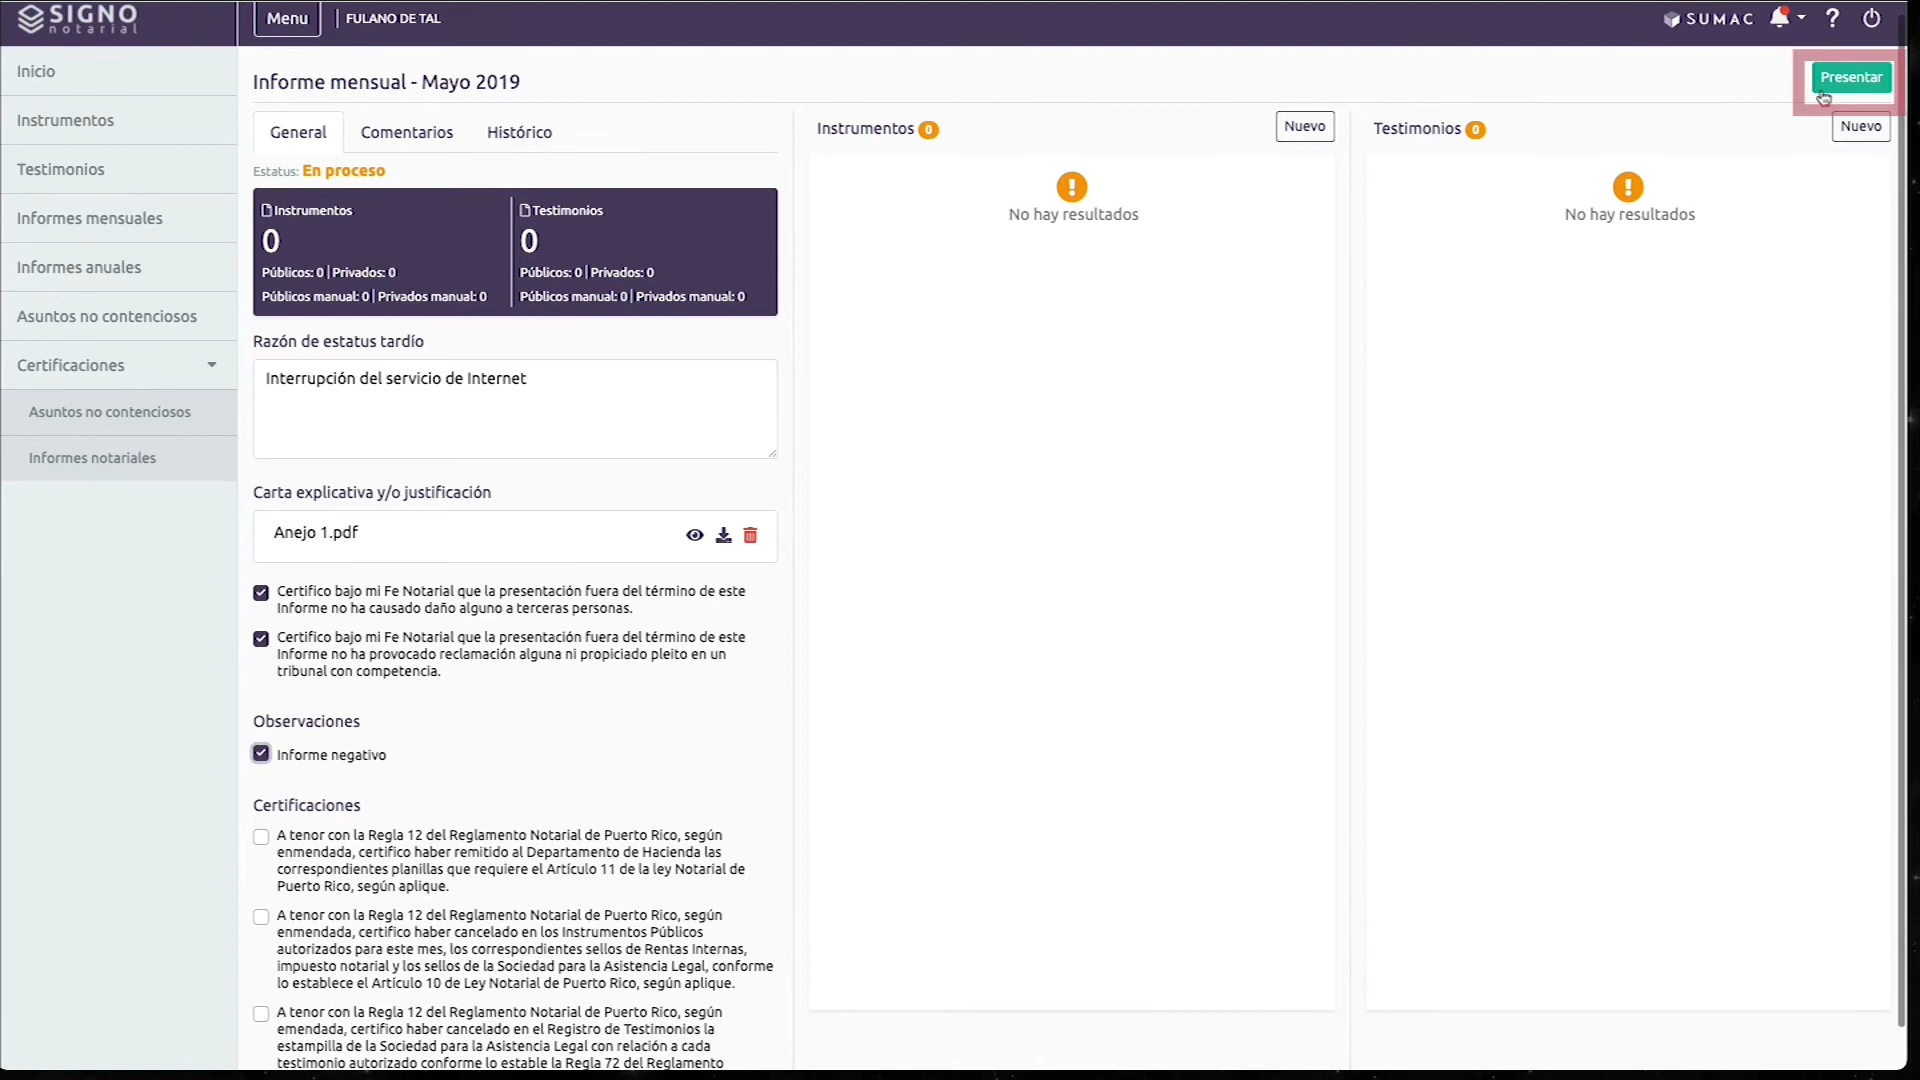 SIGNO
notarial
Menu
FULANO DE TAL
SUMAC
?
Inicio
Instrumentos
Testimonios
Informes mensuales
Informes anuales
Asuntos no contenciosos
Certificaciones
Asuntos no contenciosos
Informes notariales
Informe mensual - Mayo 2019
Presentar
General
Comentarios
Histórico
Estatus: En proceso
Instrumentos
0
Públicos: 0 | Privados: 0
Públicos manual: 0 | Privados manual: 0
Testimonios
0
Públicos: 0 | Privados: 0
Públicos manual: 0 | Privados manual: 0
Razón de estatus tardío
Interrupción del servicio de Internet
Carta explicativa y/o justificación
Anejo 1.pdf
Certifico bajo mi Fe Notarial que la presentación fuera del término de este
Informe no ha causado daño alguno a terceras personas.
Certifico bajo mi Fe Notarial que la presentación fuera del término de este
Informe no ha provocado reclamación alguna ni propiciado pleito en un
tribunal con competencia.
Observaciones
Informe negativo
Certificaciones
A tenor con la Regla 12 del Reglamento Notarial de Puerto Rico, según
enmendada, certifico haber remitido al Departamento de Hacienda las
correspondientes planillas que requiere el Artículo 11 de la ley Notarial de
Puerto Rico, según aplique.
A tenor con la Regla 12 del Reglamento Notarial de Puerto Rico, según
enmendada, certifico haber cancelado en los Instrumentos Públicos
autorizados para este mes, los correspondientes sellos de Rentas Internas,
impuesto notarial y los sellos de la Sociedad para la Asistencia Legal, conforme
lo establece el Artículo 10 de Ley Notarial de Puerto Rico, según aplique.
A tenor con la Regla 12 del Reglamento Notarial de Puerto Rico, según
emendada, certifico haber cancelado en el Registro de Testimonios la
estampilla de la Sociedad para la Asistencia Legal con relación a cada
testimonio autorizado conforme lo estable la Regla 72 del Reglamento
Instrumentos 0
Nuevo
No hay resultados
Testimonios 0
Nuevo
No hay resultados